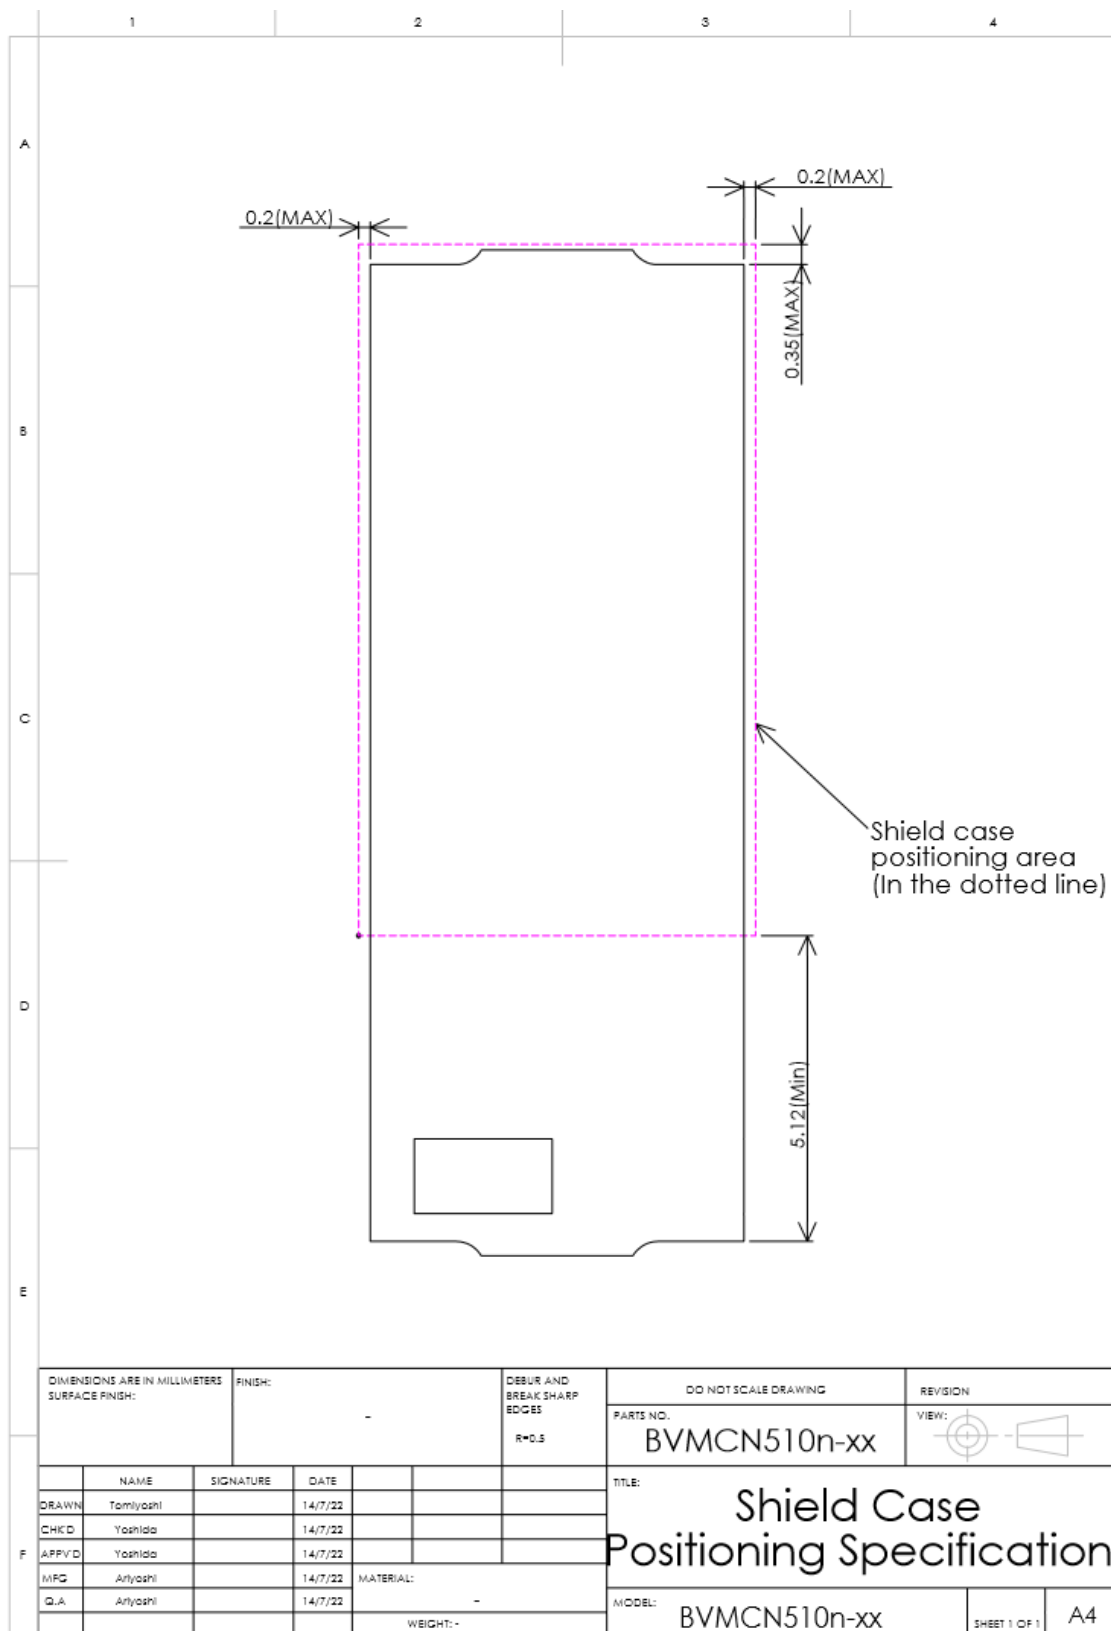 1 2 3 4
A
B
C
D
E
F
0.2(MAX)
0.2(MAX)
0.35(MAX)
Shield case
positioning area
(In the dotted line)
5.12(Min)
DIMENSIONS ARE IN MILLIMETERS
SURFACE FINISH:
FINISH:
-
DEBUR AND
BREAK SHARP
EDGES
R=0.5
DO NOT SCALE DRAWING
REVISION
PARTS NO.
BVMCN510n-xx
VIEW:
NAME SIGNATURE DATE
DRAWN Tomiyoshi 14/7/22
CHK'D Yoshida 14/7/22
APPV'D Yoshida 14/7/22
MFG Ariyoshi 14/7/22
Q.A Ariyoshi 14/7/22
MATERIAL:
-
WEIGHT: -
TITLE:
Shield Case
Positioning Specification
MODEL:
BVMCN510n-xx
SHEET 1 OF 1
A4